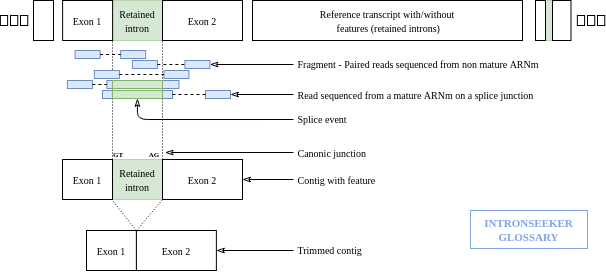 Exon 1
Retained
intron
Exon 2
Reference transcript with/without
features (retained introns)
Fragment - Paired reads sequenced from non mature ARNm
Read sequenced from a mature ARNm on a splice junction
Splice event
GT
AG
Canonic junction
Exon 1
Retained
intron
Exon 2
Contig with feature
INTRONSEEKER
GLOSSARY
Exon 1
Exon 2
Trimmed contig